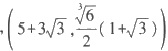 , ( 5+3√3 , ∛6/2 ( 1+√3 ) )